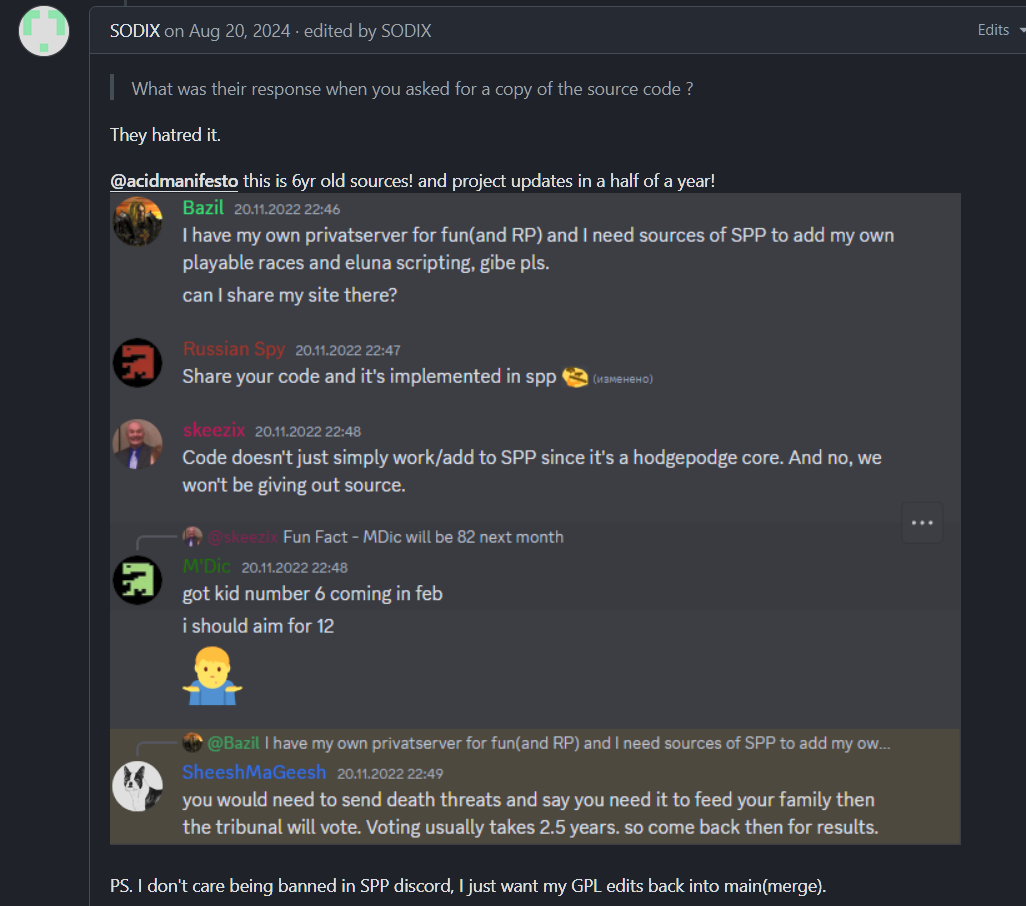 SODIX on Aug 20, 2024 · edited by SODIX
Edits
What was their response when you asked for a copy of the source code ?
They hatred it.
@acidmanifesto this is 6yr old sources! and project updates in a half of a year!
Bazil 20.11.2022 22:46
I have my own privatserver for fun(and RP) and I need sources of SPP to add my own
playable races and eluna scripting, gibe pls.
can I share my site there?
Russian Spy 20.11.2022 22:47
Share your code and it's implemented in spp (изменено)
skeezix 20.11.2022 22:48
Code doesn't just simply work/add to SPP since it's a hodgepodge core. And no, we
won't be giving out source.
@skeezix Fun Fact - MDic will be 82 next month
M'Dic 20.11.2022 22:48
got kid number 6 coming in feb
i should aim for 12
@Bazil I have my own privatserver for fun(and RP) and I need sources of SPP to add my ow...
SheeshMaGeesh 20.11.2022 22:49
you would need to send death threats and say you need it to feed your family then
the tribunal will vote. Voting usually takes 2.5 years. so come back then for results.
PS. I don't care being banned in SPP discord, I just want my GPL edits back into main(merge).